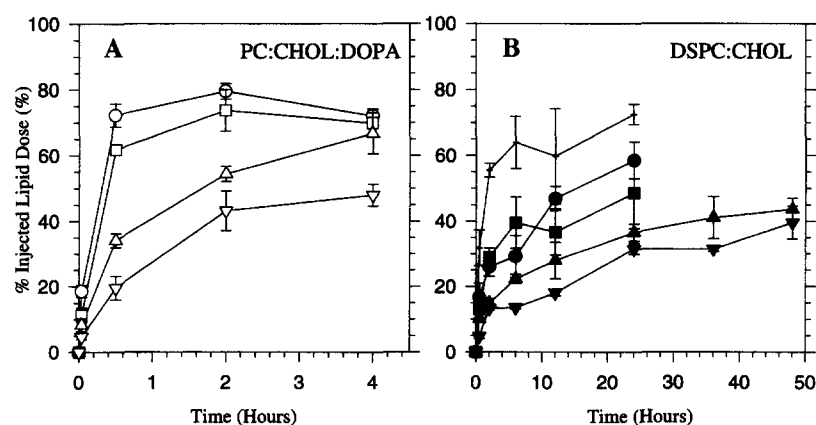 A PC:CHOL:DOPA
% Injected Lipid Dose (%)
100
80
60
40
20
0
0 1 2 3 4
Time (Hours)
B DSPC:CHOL
100
80
60
40
20
0
0 10 20 30 40 50
Time (Hours)